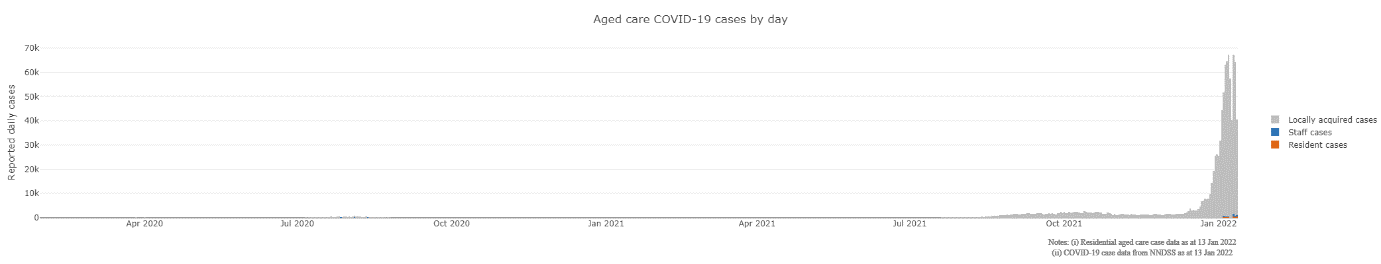 Aged care COVID-19 cases by day
70k
60k
50k
40k
30k
20k
10k
0
Reported daily cases
Apr 2020 Jul 2020 Oct 2020 Jan 2021 Apr 2021 Jul 2021 Oct 2021 Jan 2022
Locally acquired cases
Staff cases
Resident cases
Notes: (i) Residential aged care case data as at 13 Jan 2022
(ii) COVID-19 case data from NNDSS as at 13 Jan 2022